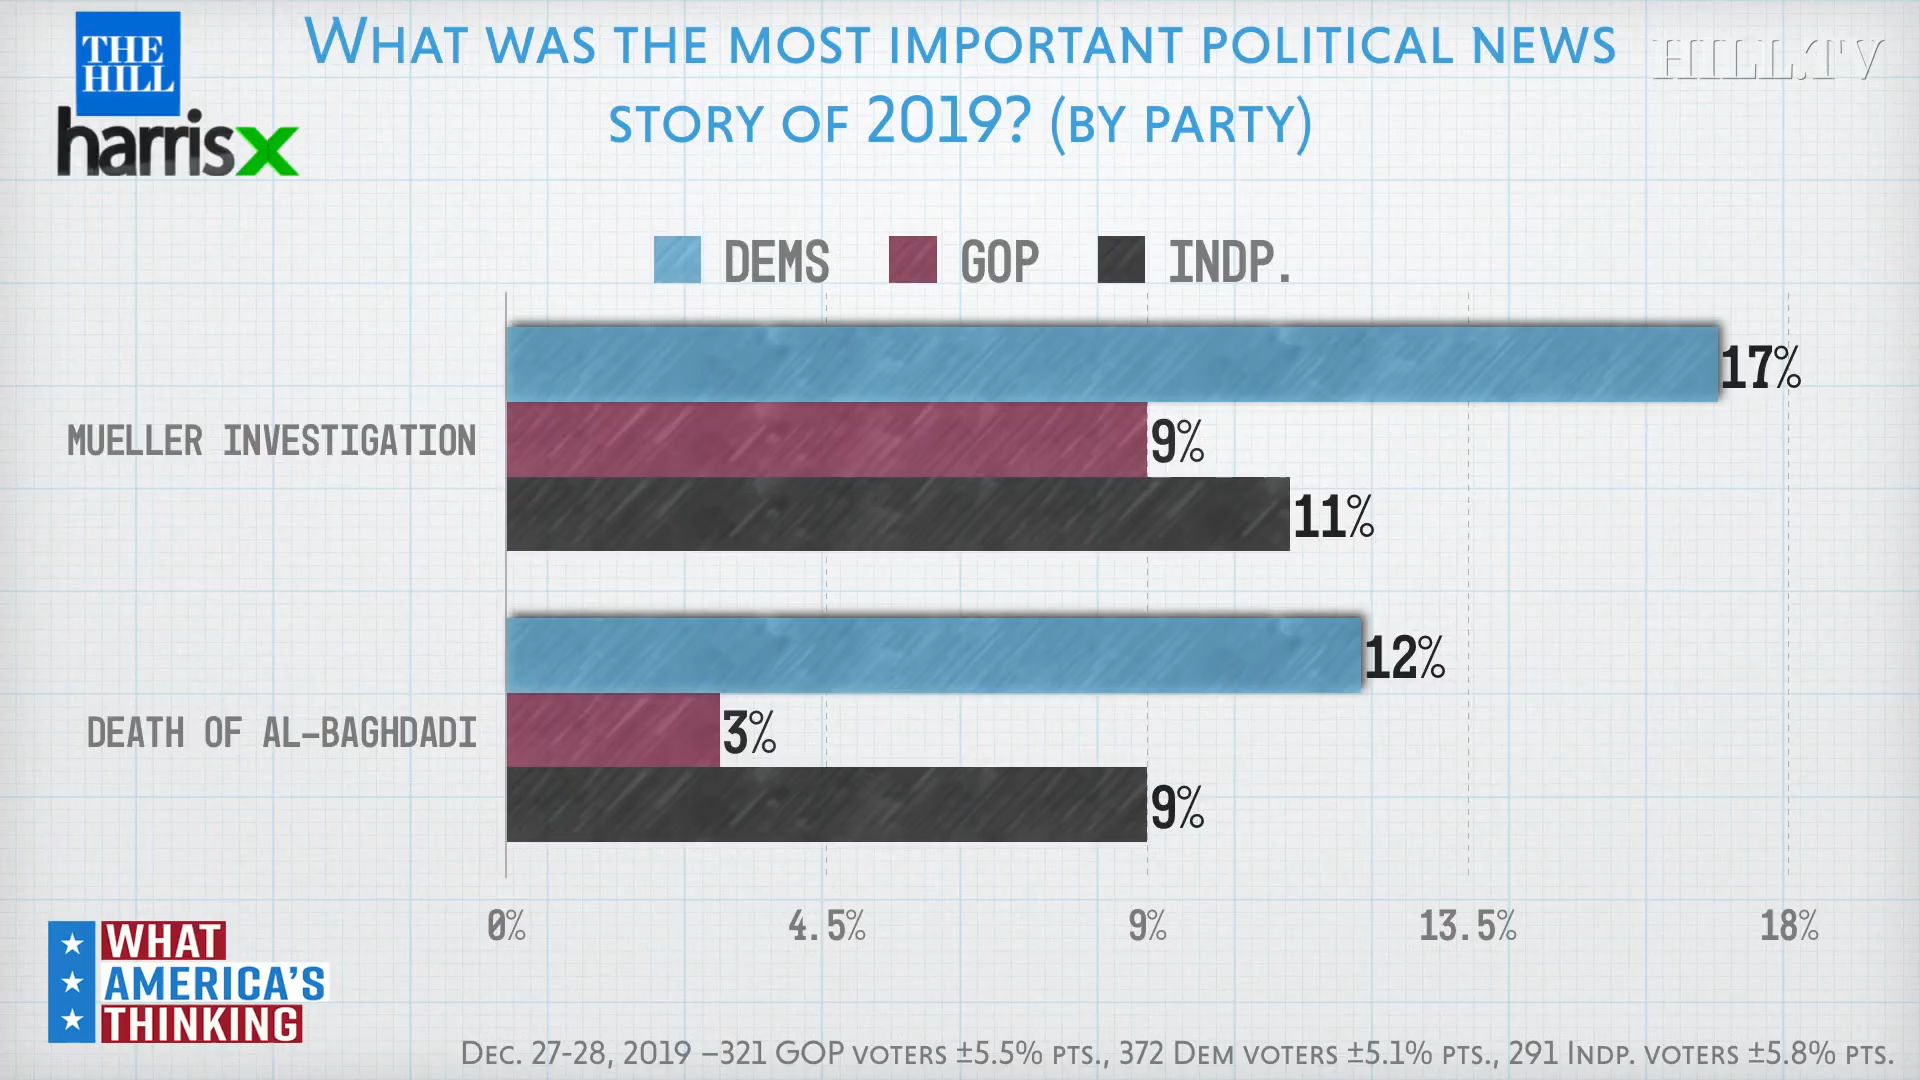 THE
HILL
harrisx
WHAT WAS THE MOST IMPORTANT POLITICAL NEWS
STORY OF 2019? (BY PARTY)
HILL.TV
DEMS GOP INDP.
17%
MUELLER INVESTIGATION
9%
11%
12%
DEATH OF AL-BAGHDADI
3%
9%
0% 4.5% 9% 13.5% 18%
WHAT
AMERICA'S
THINKING
DEC. 27-28, 2019 –321 GOP VOTERS ±5.5% PTS., 372 DEM VOTERS ±5.1% PTS., 291 INDP. VOTERS ±5.8% PTS.